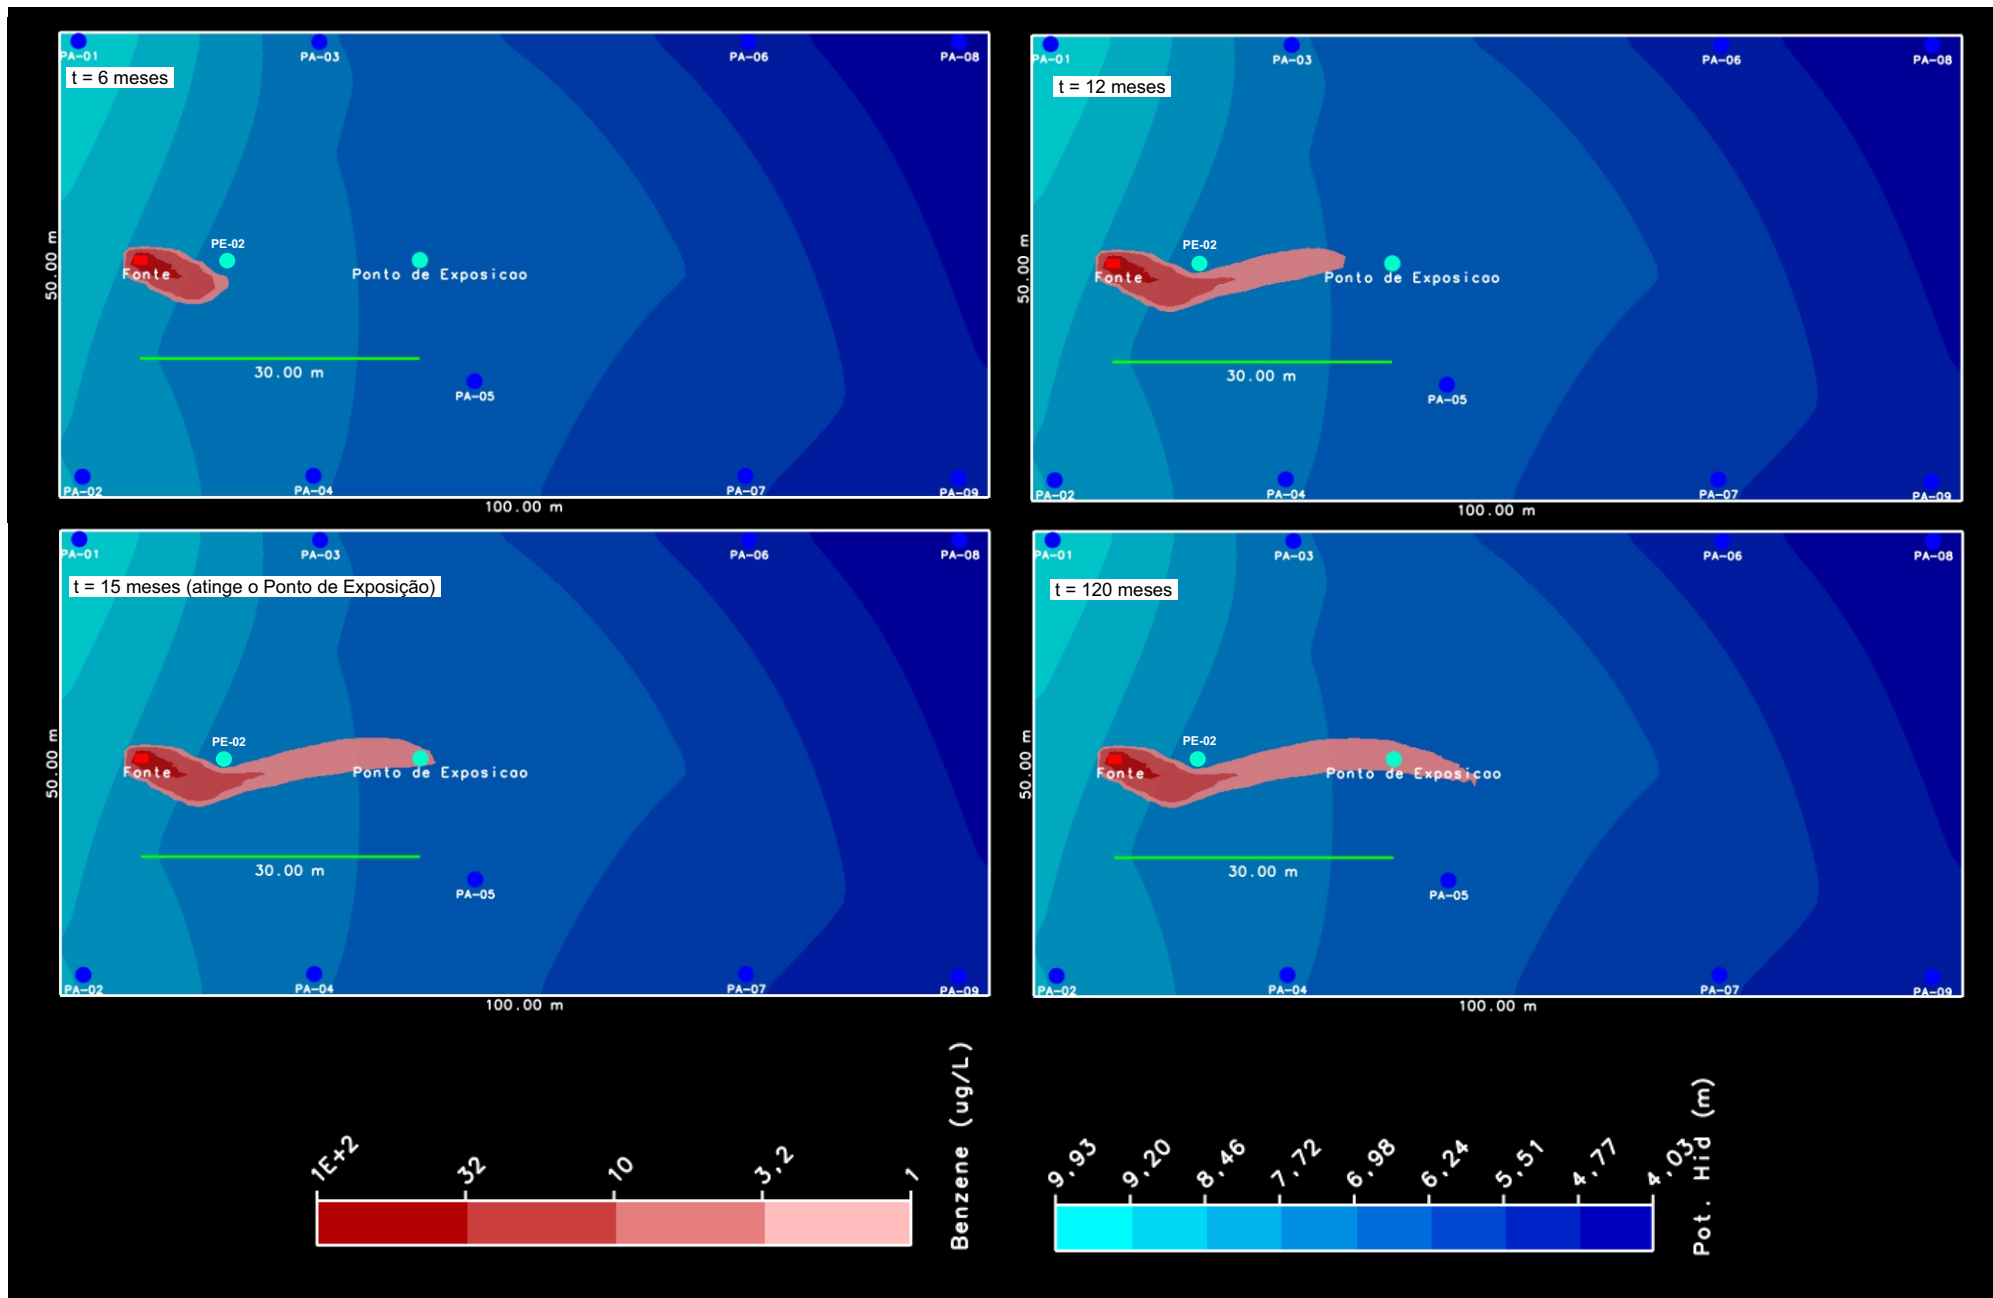 PA-01
PA-03
PA-06
PA-08
t = 6 meses
PE-02
Fonte
Ponto de Exposicao
50.00 m
30.00 m
PA-05
PA-02
PA-04
PA-07
PA-09
100.00 m
PA-01
PA-03
PA-06
PA-08
t = 12 meses
PE-02
Fonte
Ponto de Exposicao
50.00 m
30.00 m
PA-05
PA-02
PA-04
PA-07
PA-09
100.00 m
PA-01
PA-03
PA-06
PA-08
t = 15 meses (atinge o Ponto de Exposição)
PE-02
Fonte
Ponto de Exposicao
50.00 m
30.00 m
PA-05
PA-02
PA-04
PA-07
PA-09
100.00 m
PA-01
PA-03
PA-06
PA-08
t = 120 meses
PE-02
Fonte
Ponto de Exposicao
50.00 m
30.00 m
PA-05
PA-02
PA-04
PA-07
PA-09
100.00 m
1E+2 32 10 3,2 1
Benzene (ug/L)
9,93 9,20 8,46 7,72 6,98 6,24 5,51 4,77 4,03
Pot. Hid (m)